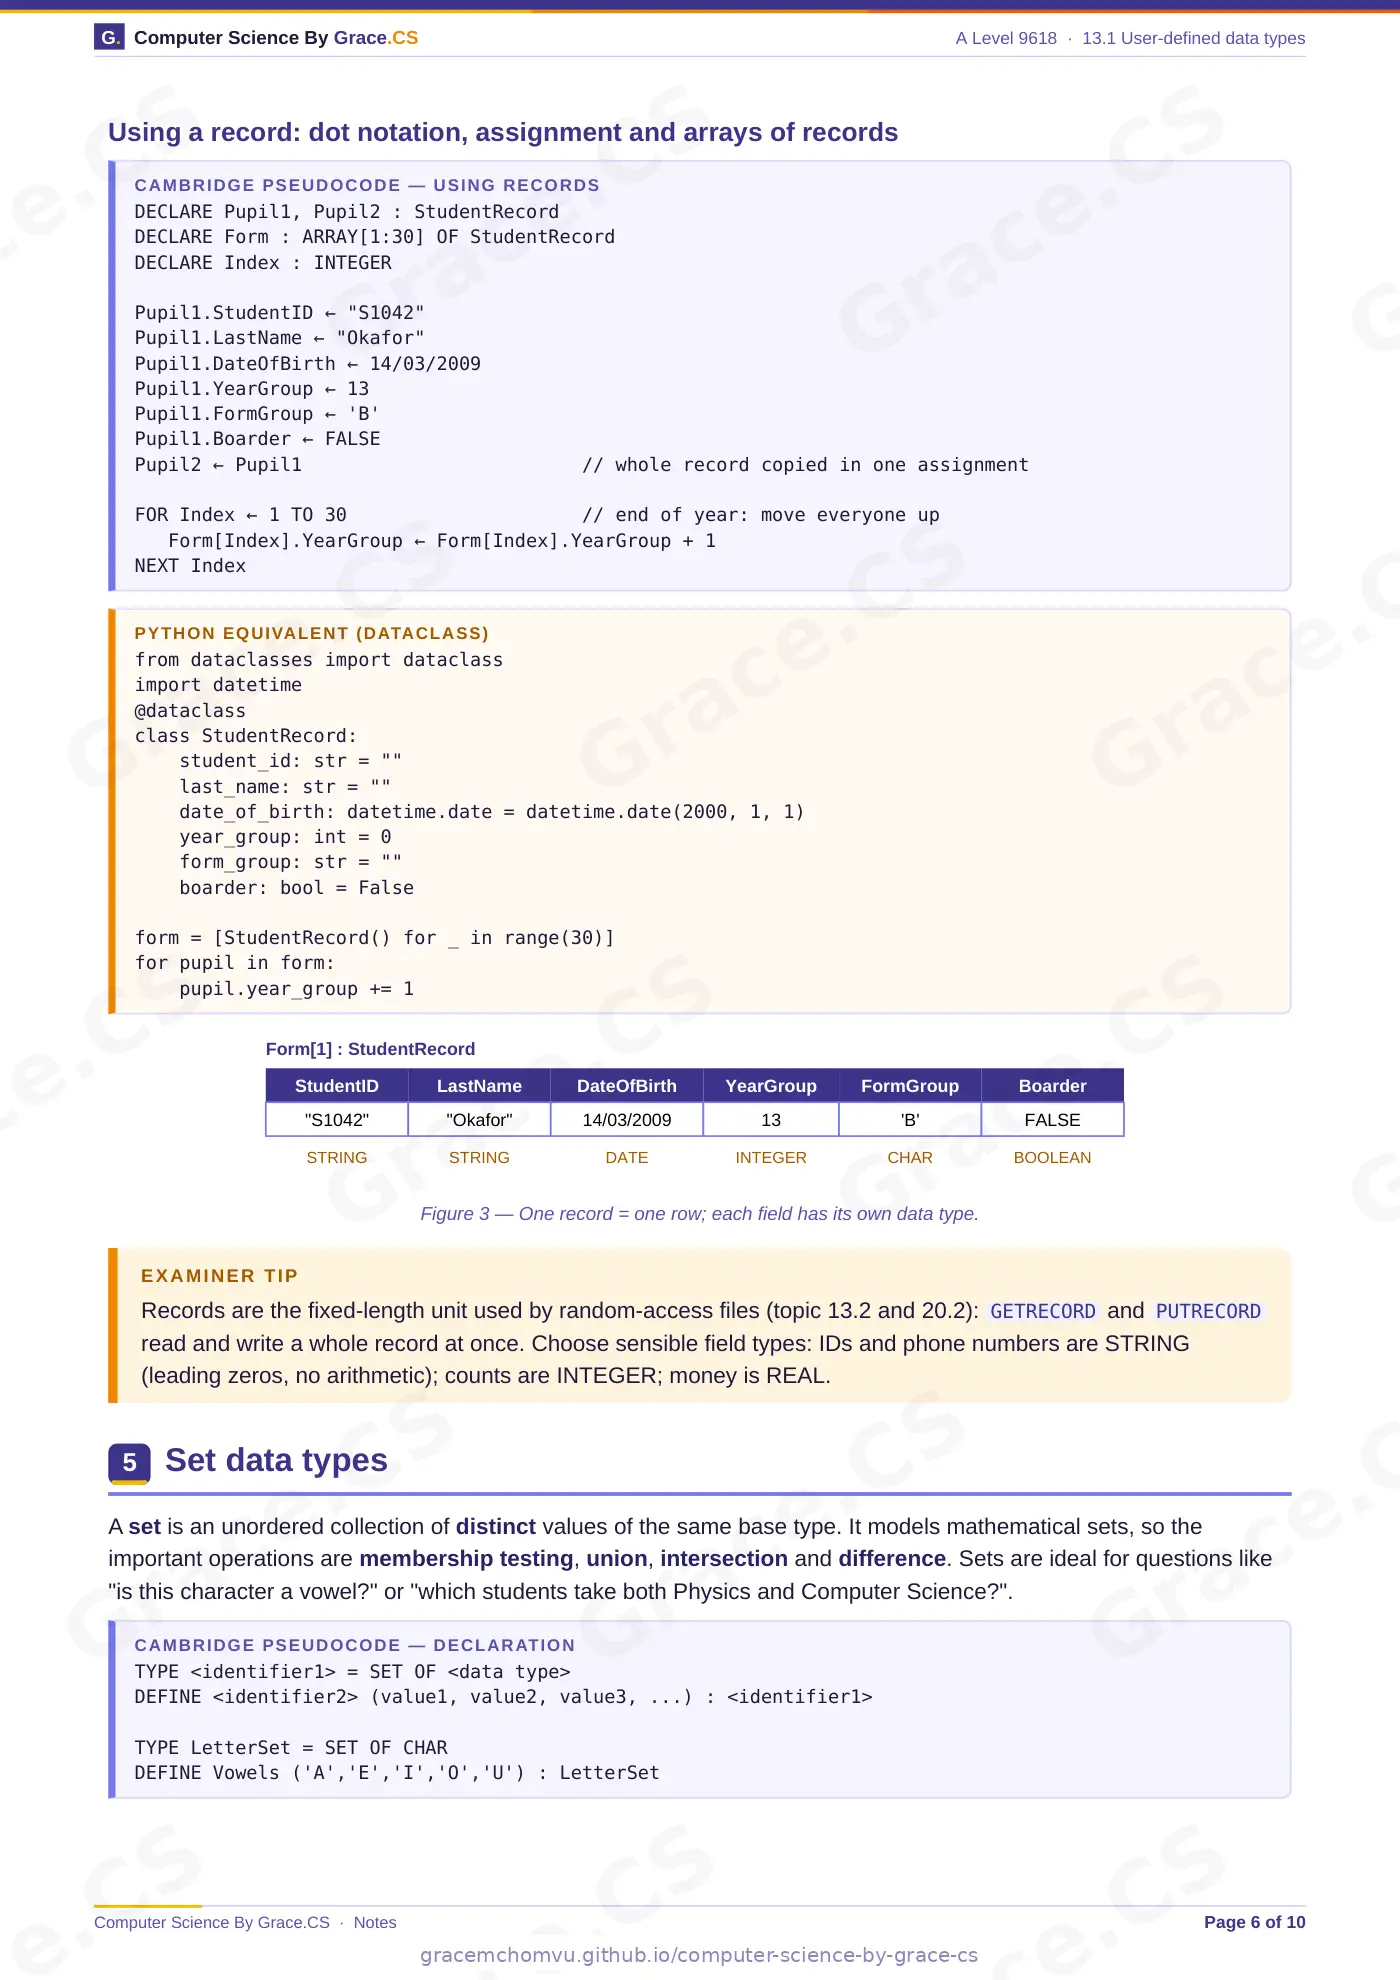 G. Computer Science By Grace.CS
A Level 9618 · 13.1 User-defined data types
Using a record: dot notation, assignment and arrays of records
CAMBRIDGE PSEUDOCODE — USING RECORDS
DECLARE Pupil1, Pupil2 : StudentRecord
DECLARE Form : ARRAY[1:30] OF StudentRecord
DECLARE Index : INTEGER
Pupil1.StudentID ← "S1042"
Pupil1.LastName ← "Okafor"
Pupil1.DateOfBirth ← 14/03/2009
Pupil1.YearGroup ← 13
Pupil1.FormGroup ← 'B'
Pupil1.Boarder ← FALSE
Pupil2 ← Pupil1 // whole record copied in one assignment
FOR Index ← 1 TO 30 // end of year: move everyone up
Form[Index].YearGroup ← Form[Index].YearGroup + 1
NEXT Index
PYTHON EQUIVALENT (DATACLASS)
from dataclasses import dataclass
import datetime
@dataclass
class StudentRecord:
student_id: str = ""
last_name: str = ""
date_of_birth: datetime.date = datetime.date(2000, 1, 1)
year_group: int = 0
form_group: str = ""
boarder: bool = False
form = [StudentRecord() for _ in range(30)]
for pupil in form:
pupil.year_group += 1
Form[1] : StudentRecord
StudentID LastName DateOfBirth YearGroup FormGroup Boarder
"S1042" "Okafor" 14/03/2009 13 'B' FALSE
STRING STRING DATE INTEGER CHAR BOOLEAN
Figure 3 — One record = one row; each field has its own data type.
EXAMINER TIP
Records are the fixed-length unit used by random-access files (topic 13.2 and 20.2): GETRECORD and PUTRECORD
read and write a whole record at once. Choose sensible field types: IDs and phone numbers are STRING
(leading zeros, no arithmetic); counts are INTEGER; money is REAL.
5 Set data types
A set is an unordered collection of distinct values of the same base type. It models mathematical sets, so the
important operations are membership testing, union, intersection and difference. Sets are ideal for questions like
"is this character a vowel?" or "which students take both Physics and Computer Science?".
CAMBRIDGE PSEUDOCODE — DECLARATION
TYPE <identifier1> = SET OF <data type>
DEFINE <identifier2> (value1, value2, value3, ...) : <identifier1>
TYPE LetterSet = SET OF CHAR
DEFINE Vowels ('A','E','I','O','U') : LetterSet
Computer Science By Grace.CS · Notes
Page 6 of 10
gracemchomvu.github.io/computer-science-by-grace-cs